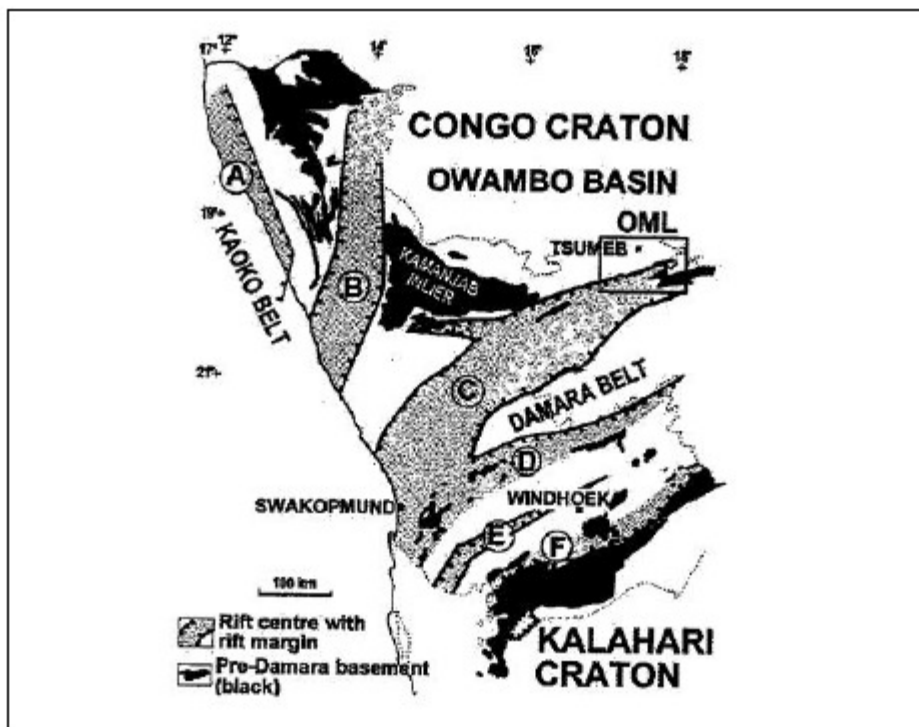 17° 12° 14° 16° 18°
CONGO CRATON
OWAMBO BASIN
OML
TSUMEB
A
19°
KAOKO BELT
KAMANJAB
INLIER
B
21°
C
DAMARA BELT
D
SWAKOPMUND
WINDHOEK
E
F
100 km
Rift centre with
rift margin
Pre-Damara basement
(black)
KALAHARI
CRATON